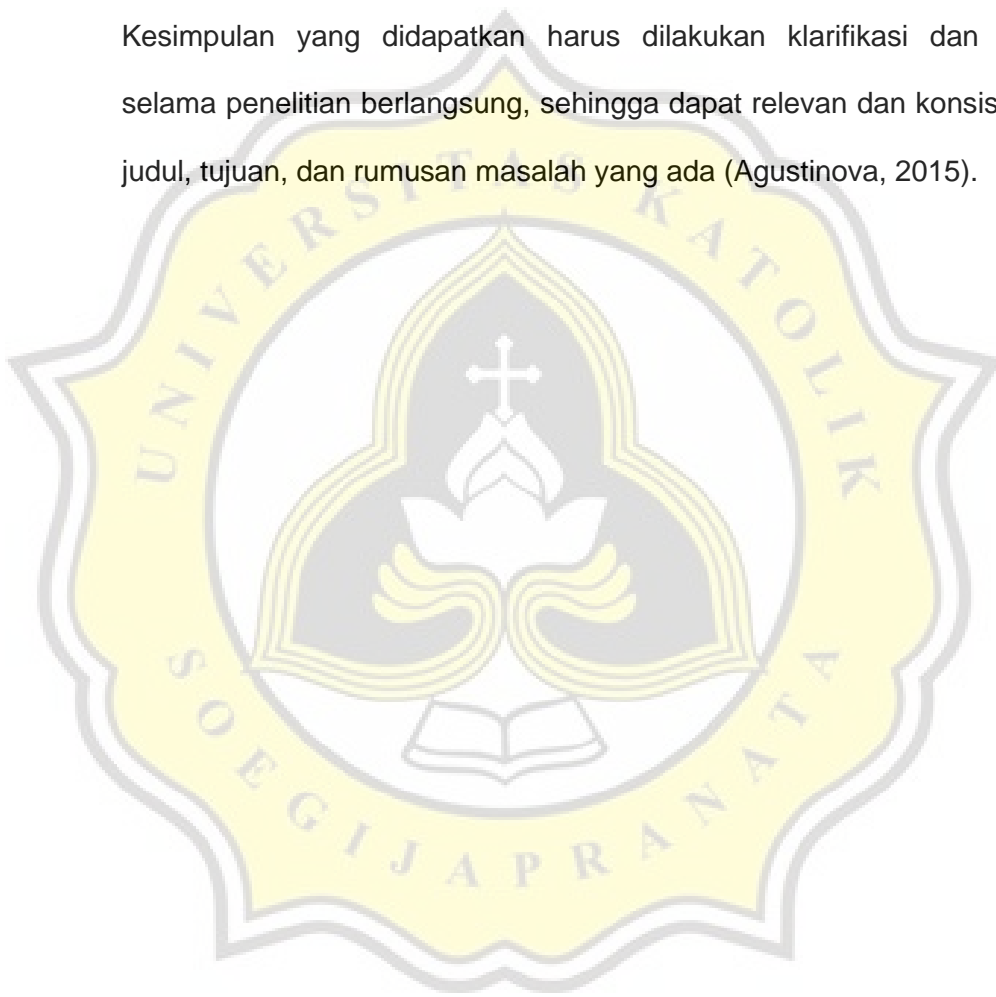 Kesimpulan yang didapatkan harus dilakukan klarifikasi dan
selama penelitian berlangsung, sehingga dapat relevan dan konsis
judul, tujuan, dan rumusan masalah yang ada (Agustinova, 2015).
UNIVERSITAS KATOLIK
SOEGIJAPRANATA